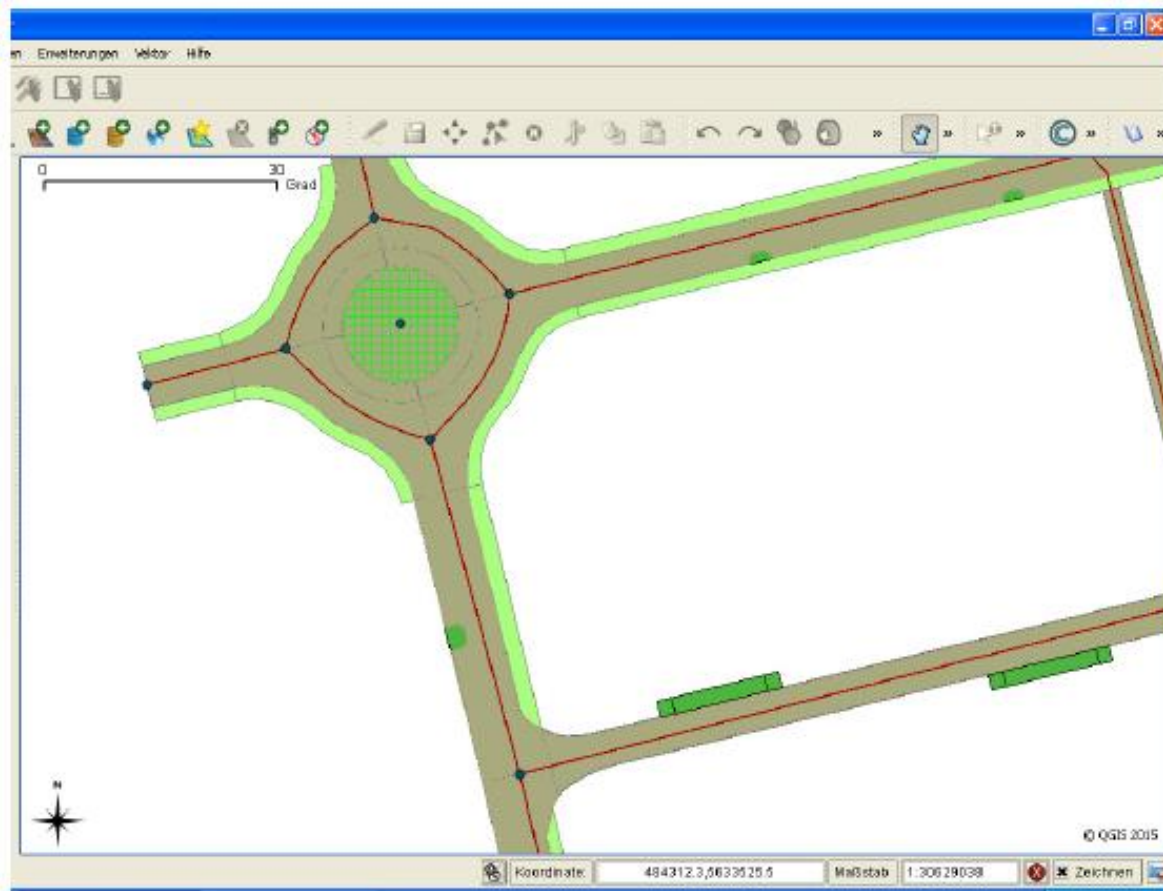 Erweiterungen Vektor Hilfe
0 30
Grad
N
© QGIS 2015
Koordinate: 484312.3,5633525.5 Maßstab 1:30629038 Zeichnen